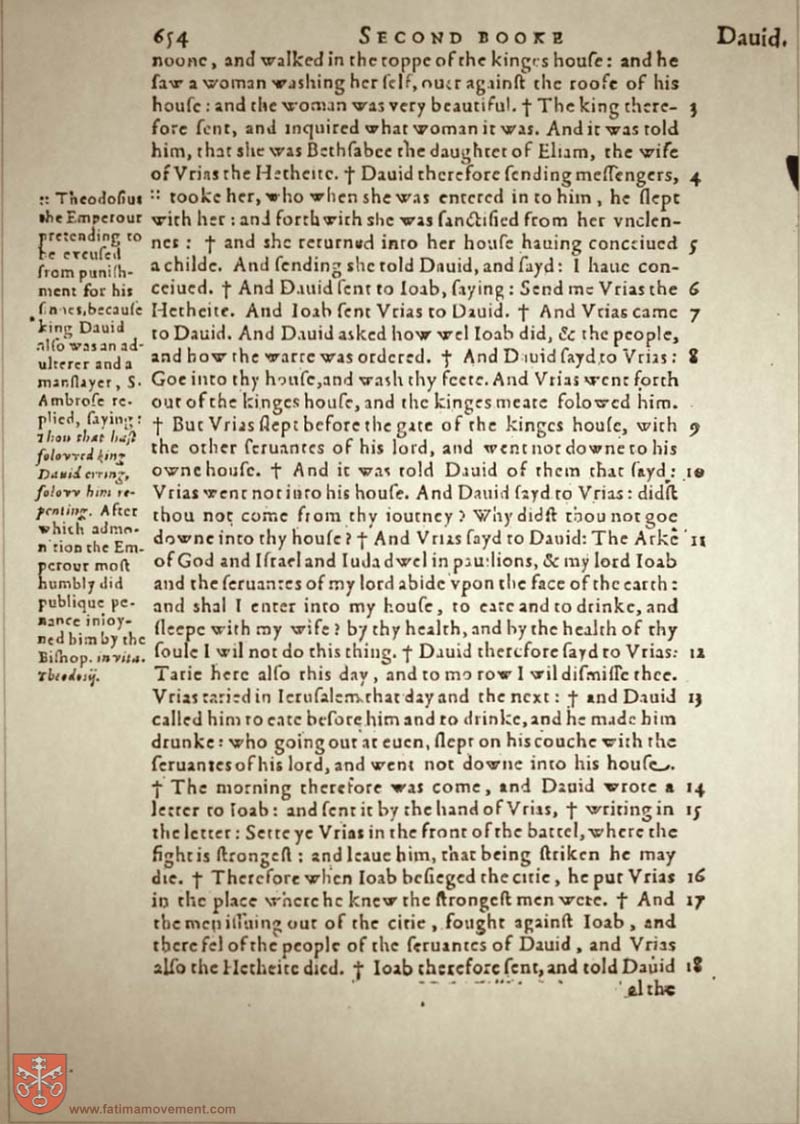 654 SECOND BOOKE Dauid.
noone, and walked in the toppe of the kinges houſe: and he
ſaw a woman washing her ſelf, ouer againſt the roofe of his
houſe: and the woman was very beautiful. † The king there- 3
fore ſent, and inquired what woman it was. And it was told
him, that she was Bethſabee the daughter of Eliam, the wife
of Vrias the Hetheite. † Dauid therefore ſending meſſengers, 4
:: tooke her, who when she was entered in to him, he ſlept
with her: and forthwith she was ſanctified from her vnclen-
nes: † and she returned into her houſe hauing conceiued 5
a childe. And ſending she told Dauid, and ſayd: I haue con-
ceiued. † And Dauid ſent to Ioab, ſaying: Send me Vrias the 6
Hetheite. And Ioab ſent Vrias to Dauid. † And Vrias came 7
to Dauid. And Dauid asked how wel Ioab did, & the people,
and how the warre was ordered. † And Dauid ſayd to Vrias: 8
Goe into thy houſe, and wash thy feete. And Vrias went forth
out of the kinges houſe, and the kinges meate folowed him.
† But Vrias ſlept before the gate of the kinges houſe, with 9
the other ſeruantes of his lord, and went not downe to his
owne houſe. † And it was told Dauid of them that ſayd: 10
Vrias went not into his houſe. And Dauid ſayd to Vrias: didſt
thou not come from thy iourney? Why didſt thou not goe
downe into thy houſe? † And Vrias ſayd to Dauid: The Arke 11
of God and Iſrael and Iuda dwel in pauilions, & my lord Ioab
and the ſeruantes of my lord abide vpon the face of the earth:
and shal I enter into my houſe, to eate and to drinke, and
ſleepe with my wife? by thy health, and by the health of thy
ſoule I wil not do this thing. † Dauid therefore ſayd to Vrias: 12
Tarie here alſo this day, and to morow I wil diſmiſſe thee.
Vrias taried in Ieruſalem that day and the next: † and Dauid 13
called him to eate before him and to drinke, and he made him
drunke: who going out at euen, ſlept on his couche with the
ſeruantes of his lord, and went not downe into his houſe.
† The morning therefore was come, and Dauid wrote a 14
letter to Ioab: and ſent it by the hand of Vrias, † writing in 15
the letter: Sette ye Vrias in the front of the battel, where the
fight is ſtrongeſt: and leaue him, that being ſtriken he may
die. † Therefore when Ioab beſieged the citie, he put Vrias 16
in the place where he knew the ſtrongeſt men were. † And 17
the men iſſuing out of the citie, fought againſt Ioab, and
there fel of the people of the ſeruantes of Dauid, and Vrias
alſo the Hetheite died. † Ioab therefore ſent, and told Dauid 18
al the
:: Theodoſius
the Emperour
pretending to
be excuſed
from puniſh-
ment for his
ſinnes, becauſe
king Dauid
alſo was an ad-
ulterer and a
manſlayer, S.
Ambroſe re-
plied, ſaying:
Thou that haſt
folovved king
Dauid erring,
folovv him re-
penting. After
which admo-
nition the Em-
perour moſt
humbly did
publique pe-
nance inioy-
ned him by the
Biſhop. in vita.
Theodoſij.
www.fatimamovement.com